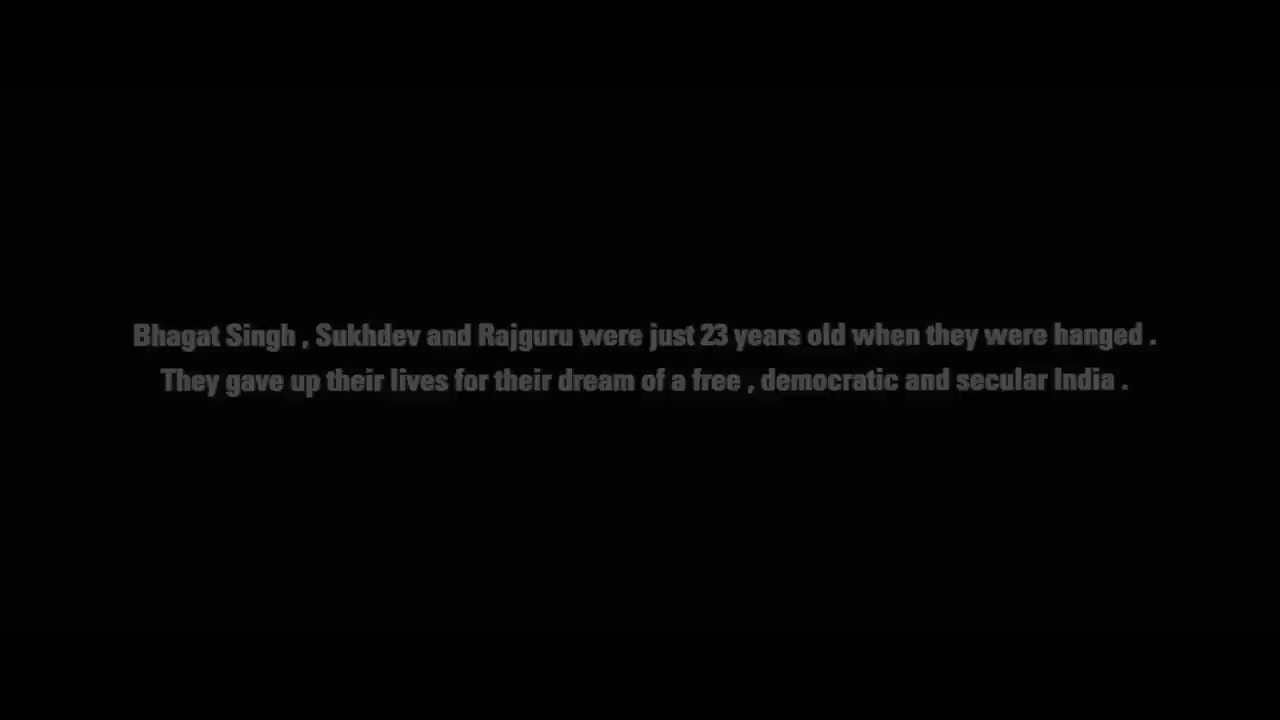 Bhagat Singh , Sukhdev and Rajguru were just 23 years old when they were hanged .
They gave up their lives for their dream of a free , democratic and secular India .